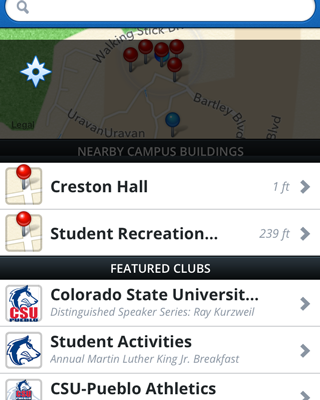 Walking Stick Bl
Bartley Blvd
Blvd
Legal
UravanUravan
NEARBY CAMPUS BUILDINGS
Creston Hall 1 ft
Student Recreation... 239 ft
FEATURED CLUBS
Colorado State Universit...
Distinguished Speaker Series: Ray Kurzweil
CSU
PUEBLO
Student Activities
Annual Martin Luther King Jr. Breakfast
CSU-Pueblo Athletics